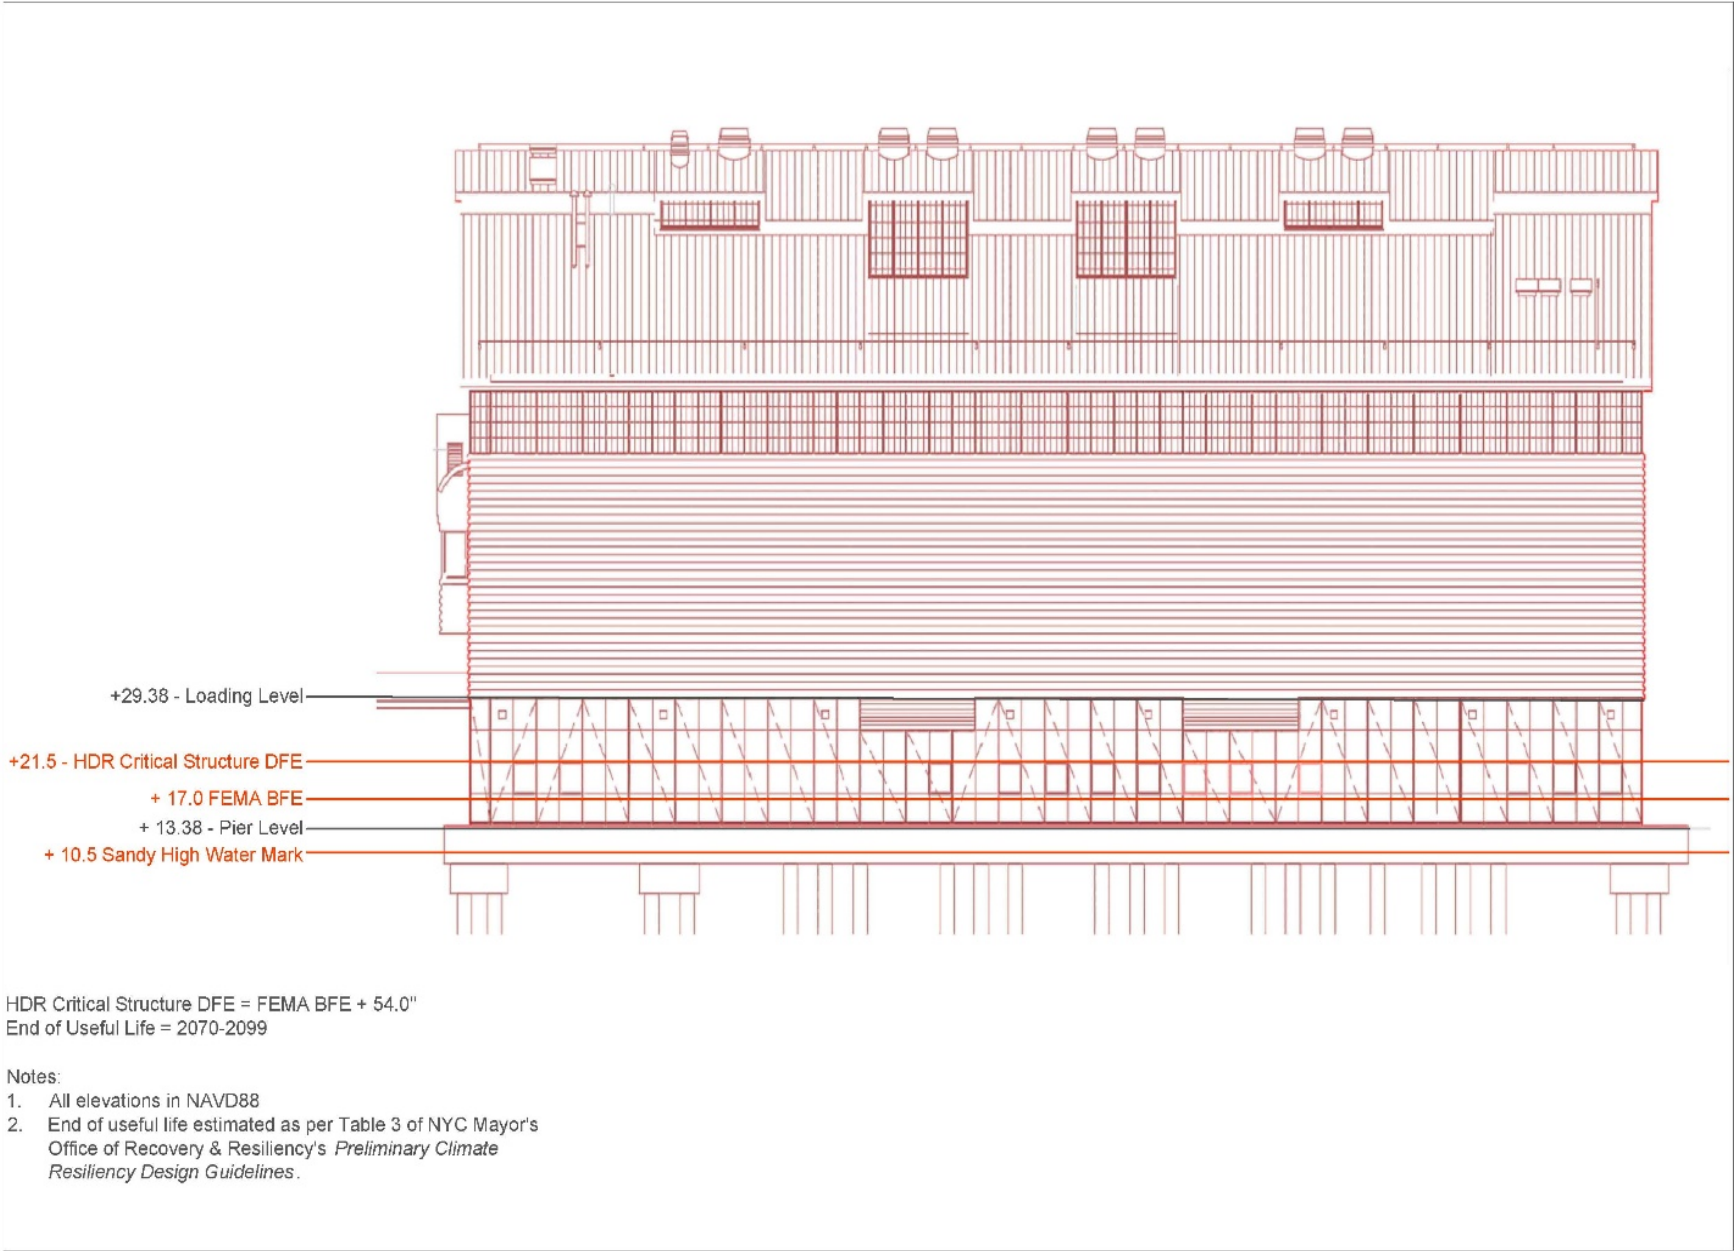 +29.38 - Loading Level
+21.5 - HDR Critical Structure DFE
+ 17.0 FEMA BFE
+ 13.38 - Pier Level
+ 10.5 Sandy High Water Mark
HDR Critical Structure DFE = FEMA BFE + 54.0"
End of Useful Life = 2070-2099
Notes:
1. All elevations in NAVD88
2. End of useful life estimated as per Table 3 of NYC Mayor's
Office of Recovery & Resiliency's Preliminary Climate
Resiliency Design Guidelines.